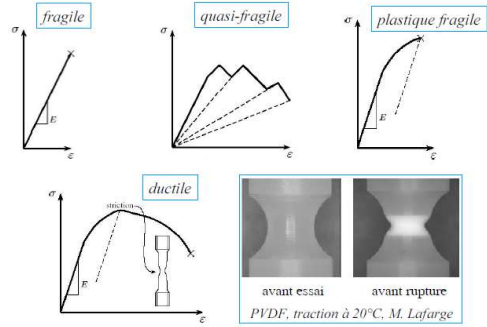 fragile
σ
E
ε
quasi-fragile
σ
ε
plastique fragile
σ
E
ε
ductile
σ
striction
E
ε
avant essai
avant rupture
PVDF, traction à 20°C, M. Lafarge